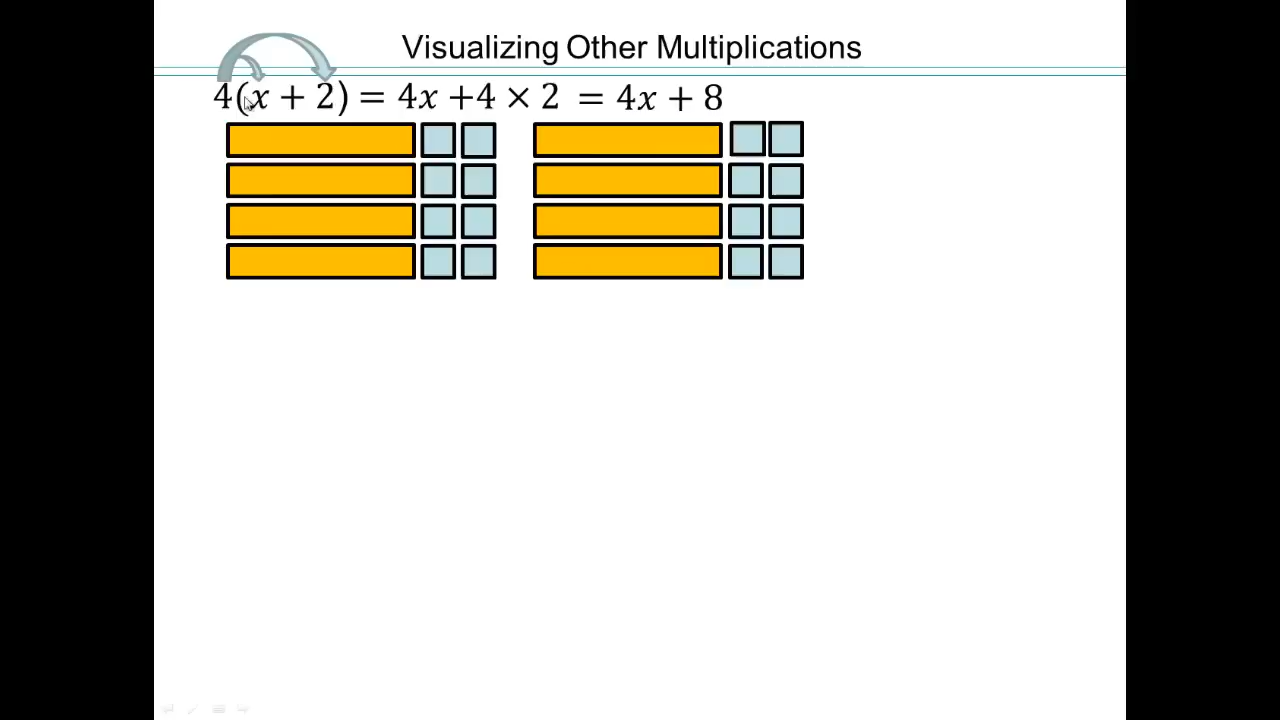 Visualizing Other Multiplications
4(x + 2) = 4x +4 × 2 = 4x + 8